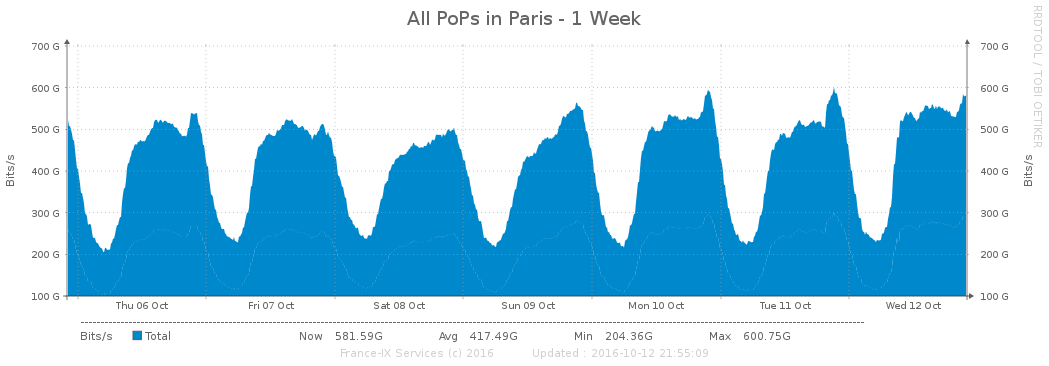 All PoPs in Paris - 1 Week
RRDTOOL / TOBI OETIKER
Bits/s
700 G 700 G
600 G 600 G
500 G 500 G
400 G 400 G
300 G 300 G
200 G 200 G
100 G 100 G
Bits/s
Thu 06 Oct Fri 07 Oct Sat 08 Oct Sun 09 Oct Mon 10 Oct Tue 11 Oct Wed 12 Oct
Bits/s Total Now 581.59G Avg 417.49G Min 204.36G Max 600.75G
France-IX Services (c) 2016 Updated : 2016-10-12 21:55:09